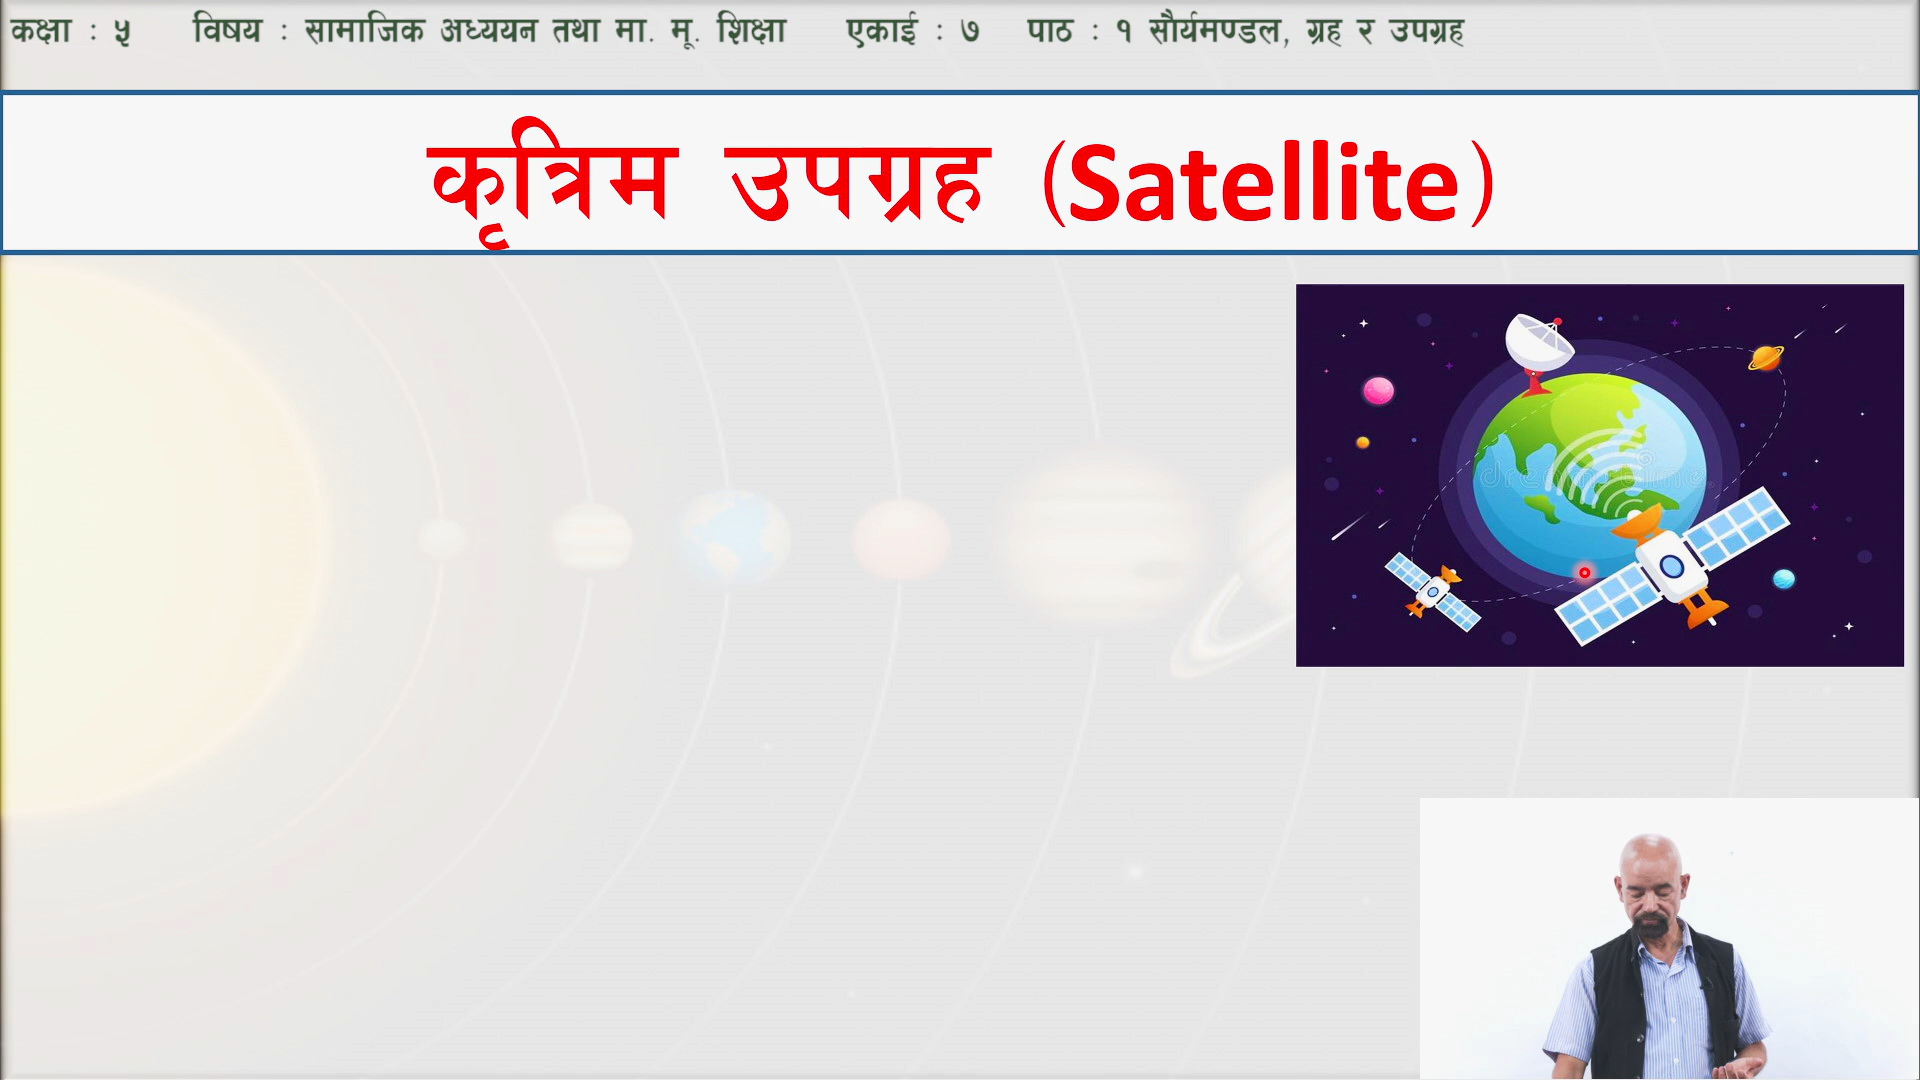 कक्षा : ५ विषय : सामाजिक अध्ययन तथा मा. मू. शिक्षा एकाई : ७ पाठ : १ सौर्यमण्डल, ग्रह र उपग्रह
कृत्रिम उपग्रह (Satellite)